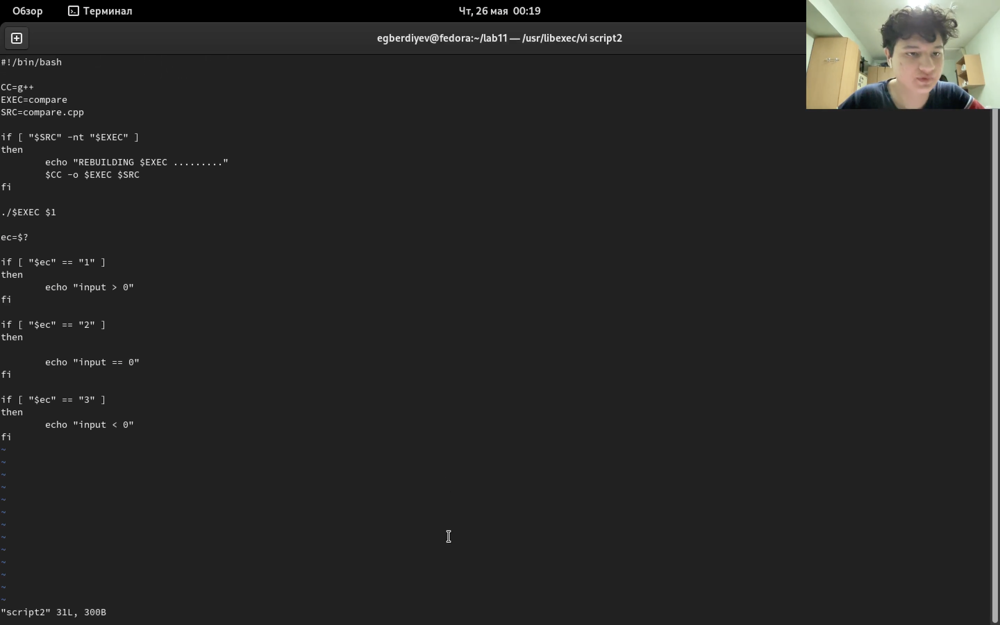 Обзор Терминал Чт, 26 мая 00:19
egberdiyev@fedora:~/lab11 — /usr/libexec/vi script2
#!/bin/bash

CC=g++
EXEC=compare
SRC=compare.cpp

if [ "$SRC" -nt "$EXEC" ]
then
        echo "REBUILDING $EXEC ........."
        $CC -o $EXEC $SRC
fi

./$EXEC $1

ec=$?

if [ "$ec" == "1" ]
then
        echo "input > 0"
fi

if [ "$ec" == "2" ]
then

        echo "input == 0"
fi

if [ "$ec" == "3" ]
then
        echo "input < 0"
fi
~
~
~
~
~
~
~
~
~
~
~
~
~
"script2" 31L, 300B